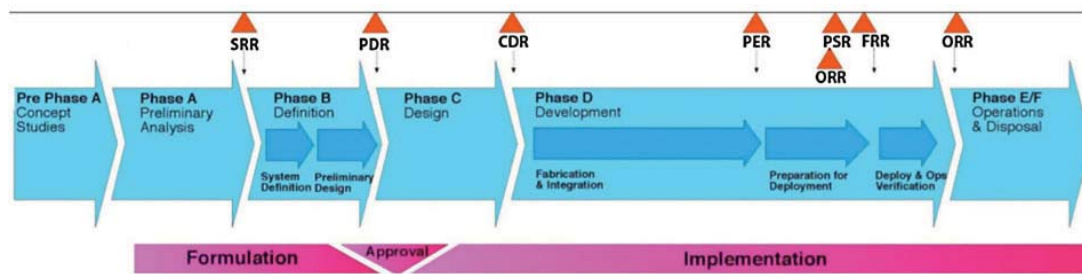 SRR
PDR
CDR
PER
PSR
FRR
ORR
ORR
Pre Phase A
Concept
Studies
Phase A
Preliminary
Analysis
Phase B
Definition
System
Definition
Preliminary
Design
Phase C
Design
Phase D
Development
Fabrication
& Integration
Preparation for
Deployment
Deploy & Ops
Verification
Phase E/F
Operations
& Disposal
Formulation
Approval
Implementation